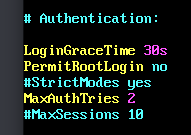 # Authentication:
LoginGraceTime 30s
PermitRootLogin no
#StrictModes yes
MaxAuthTries 2
#MaxSessions 10